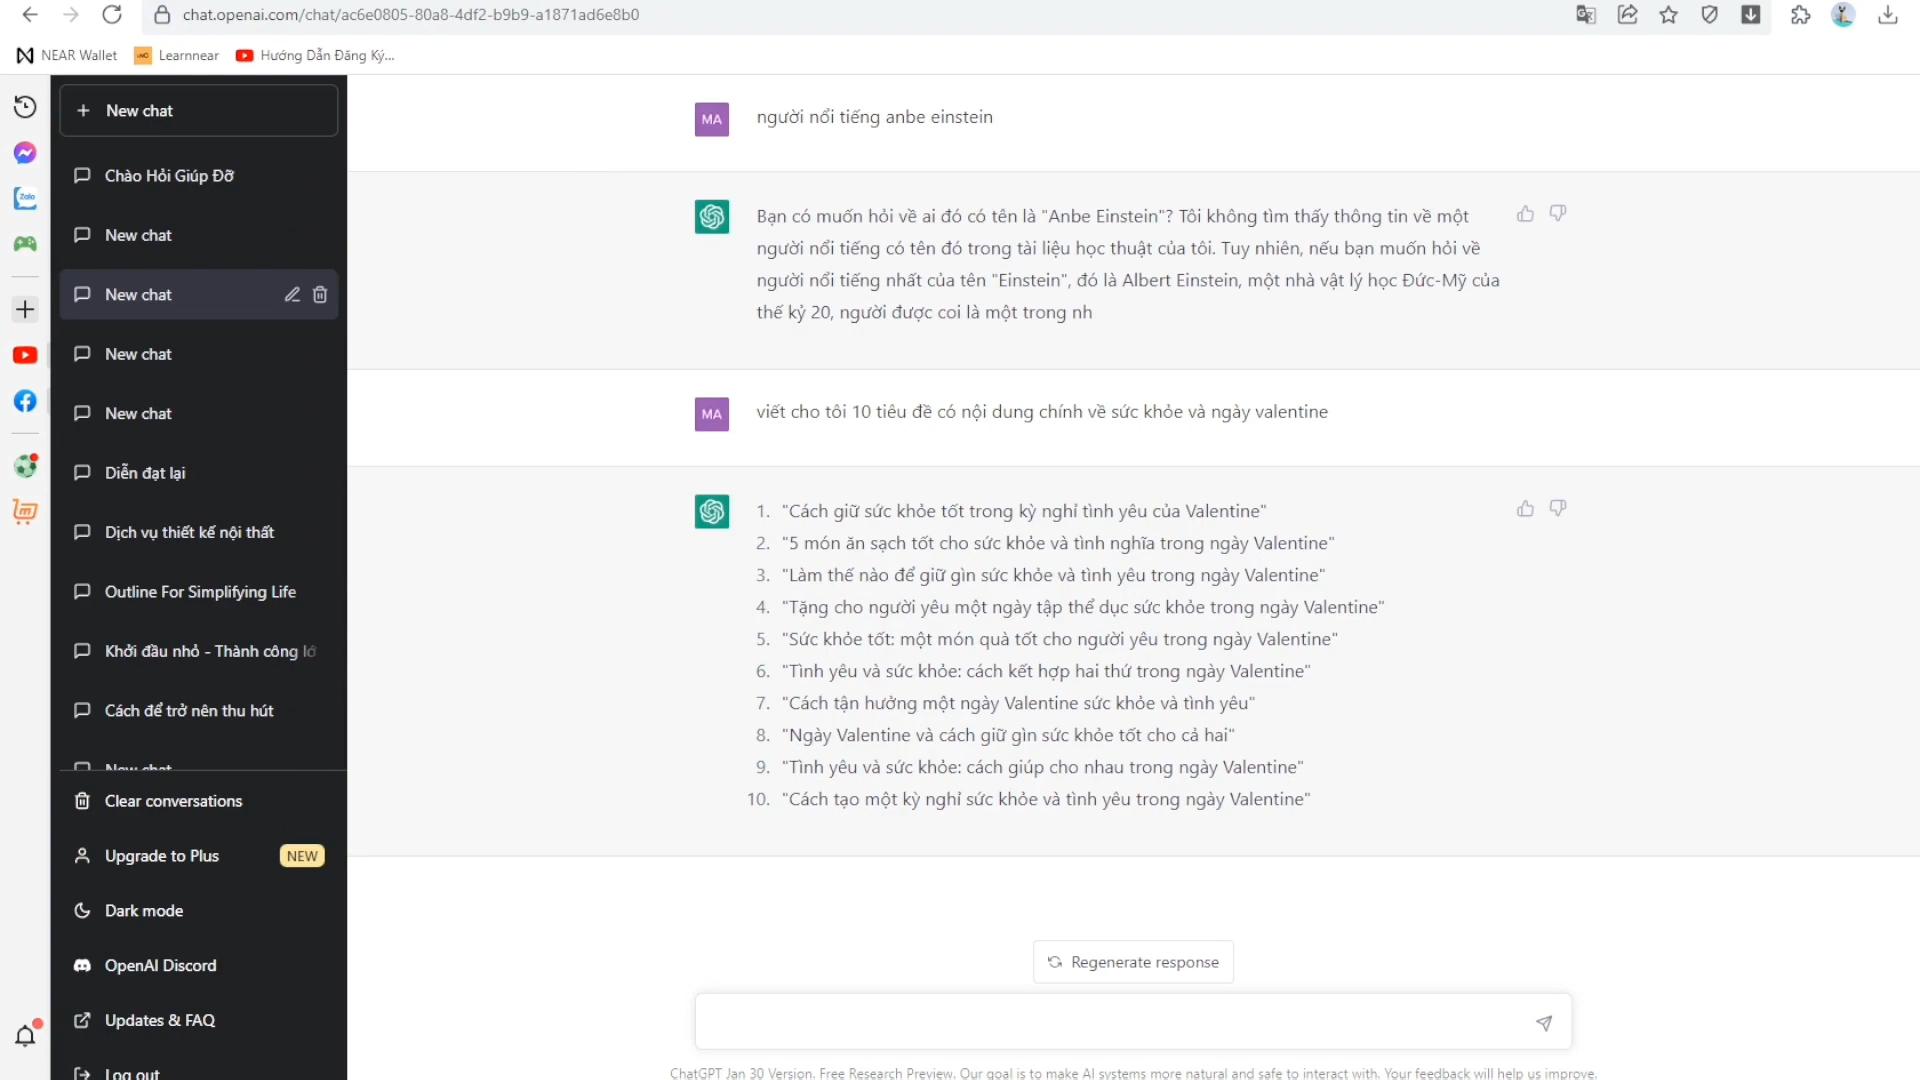 chat.openai.com/chat/ac6e0805-80a8-4df2-b9b9-a1871ad6e8b0
NEAR Wallet
Learnnear
Hướng Dẫn Đăng Ký...
Zalo
New chat
Chào Hỏi Giúp Đỡ
New chat
New chat
New chat
New chat
Diễn đạt lại
Dịch vụ thiết kế nội thất
Outline For Simplifying Life
Khởi đầu nhỏ - Thành công lớ
Cách để trở nên thu hút
New chat
Clear conversations
Upgrade to Plus NEW
Dark mode
OpenAI Discord
Updates & FAQ
Log out
MA người nổi tiếng anbe einstein
Bạn có muốn hỏi về ai đó có tên là "Anbe Einstein"? Tôi không tìm thấy thông tin về một
người nổi tiếng có tên đó trong tài liệu học thuật của tôi. Tuy nhiên, nếu bạn muốn hỏi về
người nổi tiếng nhất của tên "Einstein", đó là Albert Einstein, một nhà vật lý học Đức-Mỹ của
thế kỷ 20, người được coi là một trong nh
MA viết cho tôi 10 tiêu đề có nội dung chính về sức khỏe và ngày valentine
1. "Cách giữ sức khỏe tốt trong kỳ nghỉ tình yêu của Valentine"
2. "5 món ăn sạch tốt cho sức khỏe và tình nghĩa trong ngày Valentine"
3. "Làm thế nào để giữ gìn sức khỏe và tình yêu trong ngày Valentine"
4. "Tặng cho người yêu một ngày tập thể dục sức khỏe trong ngày Valentine"
5. "Sức khỏe tốt: một món quà tốt cho người yêu trong ngày Valentine"
6. "Tình yêu và sức khỏe: cách kết hợp hai thứ trong ngày Valentine"
7. "Cách tận hưởng một ngày Valentine sức khỏe và tình yêu"
8. "Ngày Valentine và cách giữ gìn sức khỏe tốt cho cả hai"
9. "Tình yêu và sức khỏe: cách giúp cho nhau trong ngày Valentine"
10. "Cách tạo một kỳ nghỉ sức khỏe và tình yêu trong ngày Valentine"
Regenerate response
ChatGPT Jan 30 Version. Free Research Preview. Our goal is to make AI systems more natural and safe to interact with. Your feedback will help us improve.